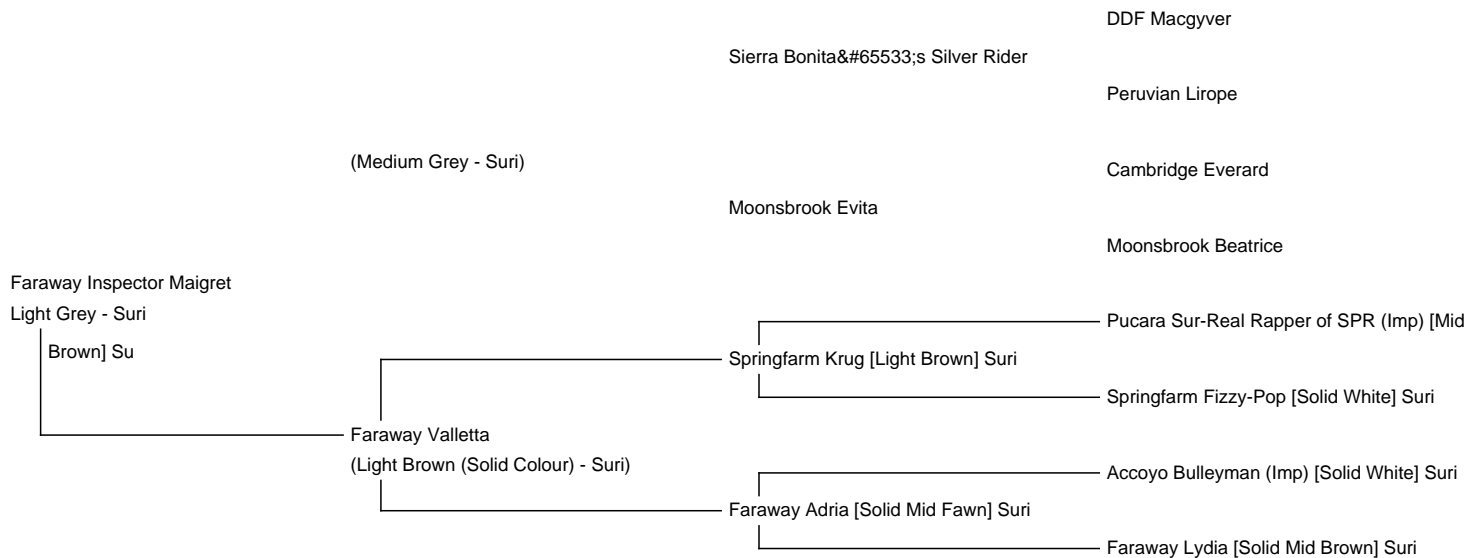 DDF Macgyver
Sierra Bonita&#65533;s Silver Rider
Peruvian Lirope
(Medium Grey - Suri)
Cambridge Everard
Moonsbrook Evita
Moonsbrook Beatrice
Faraway Inspector Maigret
Light Grey - Suri
Pucara Sur-Real Rapper of SPR (Imp) [Mid
Brown] Su
Springfarm Krug [Light Brown] Suri
Springfarm Fizzy-Pop [Solid White] Suri
Faraway Valletta
(Light Brown (Solid Colour) - Suri)
Accoyo Bulleyman (Imp) [Solid White] Suri
Faraway Adria [Solid Mid Fawn] Suri
Faraway Lydia [Solid Mid Brown] Suri